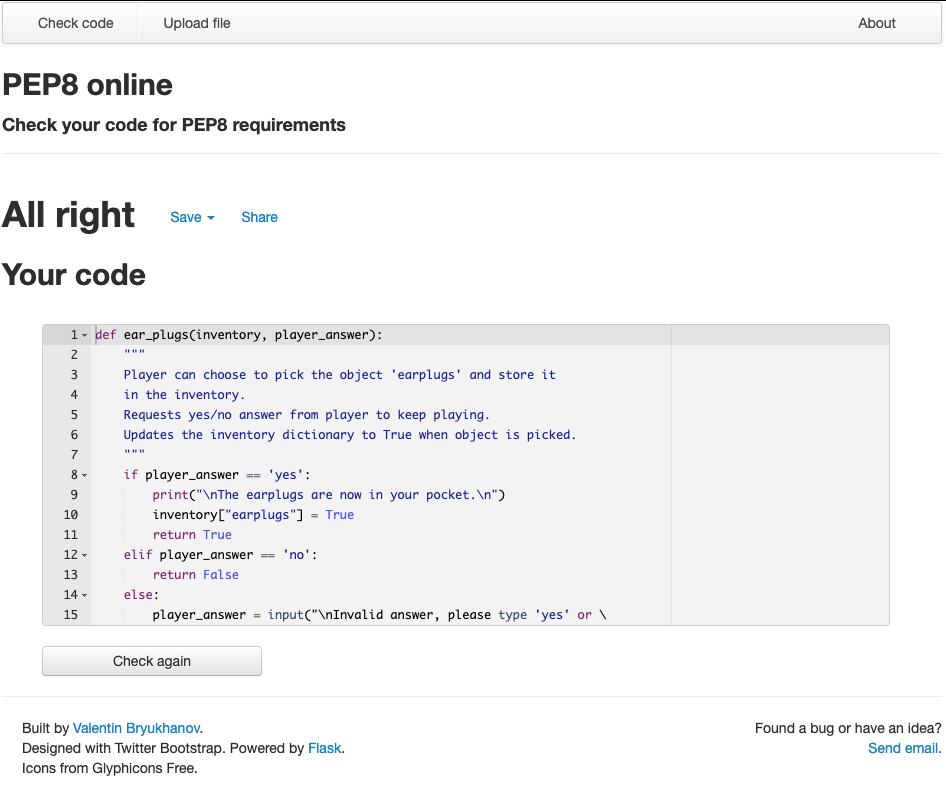 Check code Upload file About
PEP8 online
Check your code for PEP8 requirements
All right Save Share
Your code
1 def ear_plugs(inventory, player_answer):
2 """
3 Player can choose to pick the object 'earplugs' and store it
4 in the inventory.
5 Requests yes/no answer from player to keep playing.
6 Updates the inventory dictionary to True when object is picked.
7 """
8 if player_answer == 'yes':
9 print("\nThe earplugs are now in your pocket.\n")
10 inventory["earplugs"] = True
11 return True
12 elif player_answer == 'no':
13 return False
14 else:
15 player_answer = input("\nInvalid answer, please type 'yes' or \
Check again
Built by Valentin Bryukhanov.
Designed with Twitter Bootstrap. Powered by Flask.
Icons from Glyphicons Free.
Found a bug or have an idea?
Send email.